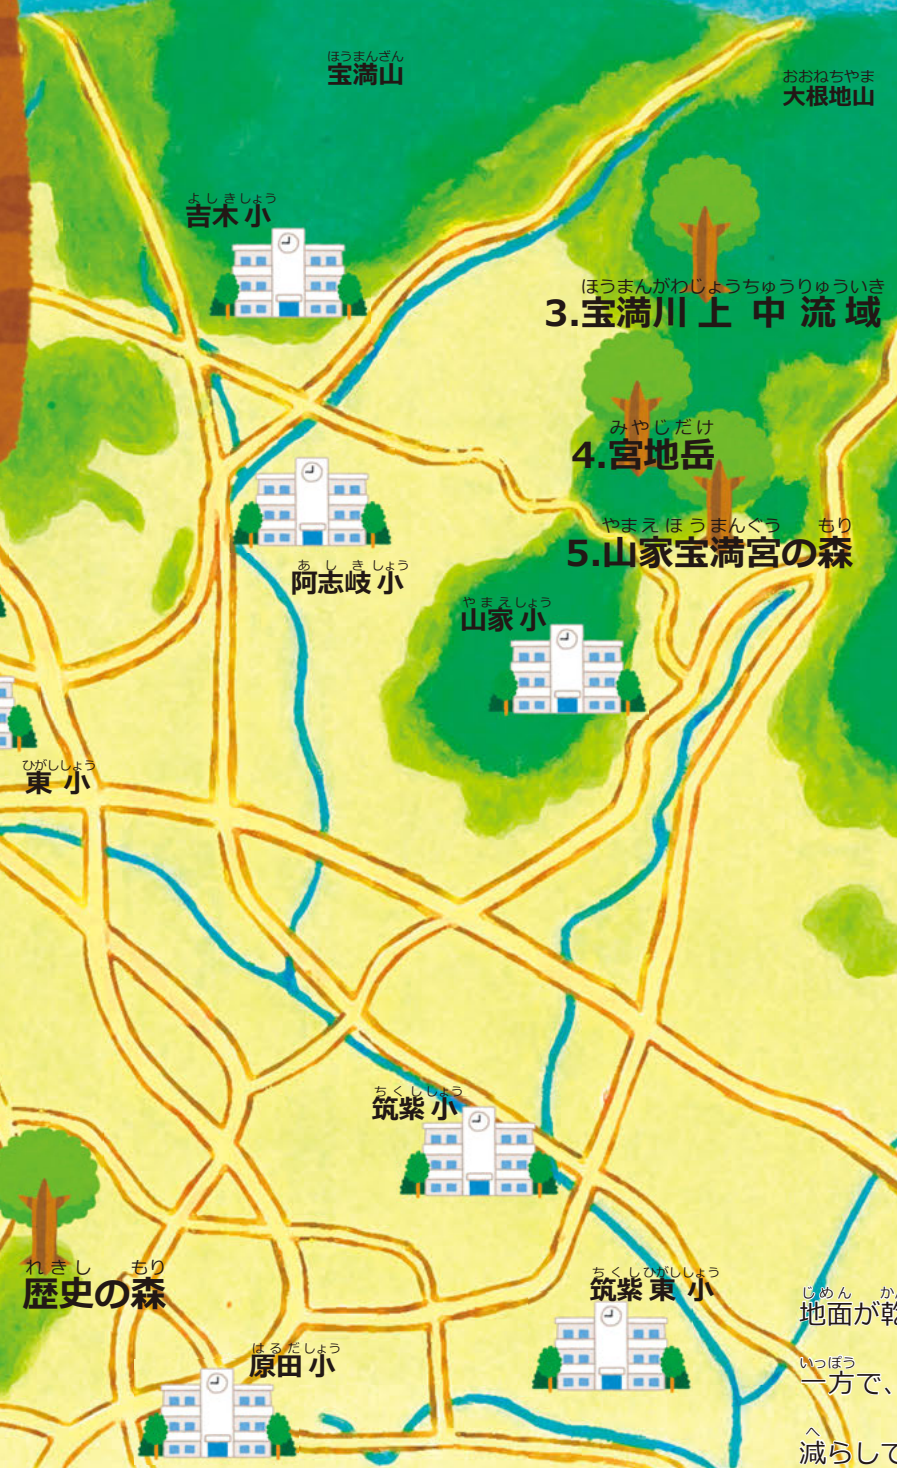 ほうまんざん
宝満山
おおねちやま
大根地山
よしきしょう
吉木小
ほうまんがわじょうちゅうりゅういき
3.宝満川上中流域
みやじだけ
4.宮地岳
やまえほうまんぐう もり
5.山家宝満宮の森
あしきしょう
阿志岐小
やまえしょう
山家小
ひがししょう
東小
ちくししょう
筑紫小
れきし もり
歴史の森
ちくしひがししょう
筑紫東小
はるだしょう
原田小
じめん か
地面が乾
いっぽう
一方で、
へ
減らして